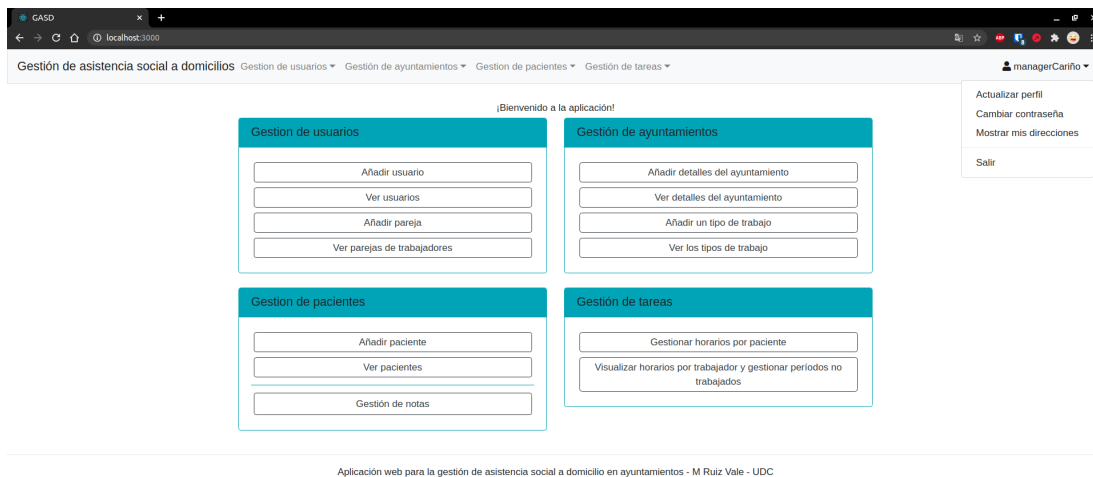 GASD
localhost:3000
ABP
Gestión de asistencia social a domicilios Gestion de usuarios Gestión de ayuntamientos Gestion de pacientes Gestión de tareas managerCariño
Actualizar perfil
Cambiar contraseña
Mostrar mis direcciones
Salir
¡Bienvenido a la aplicación!
Gestion de usuarios
Añadir usuario
Ver usuarios
Añadir pareja
Ver parejas de trabajadores
Gestión de ayuntamientos
Añadir detalles del ayuntamiento
Ver detalles del ayuntamiento
Añadir un tipo de trabajo
Ver los tipos de trabajo
Gestion de pacientes
Añadir paciente
Ver pacientes
Gestión de notas
Gestión de tareas
Gestionar horarios por paciente
Visualizar horarios por trabajador y gestionar períodos no
trabajados
Aplicación web para la gestión de asistencia social a domicilio en ayuntamientos - M Ruiz Vale - UDC